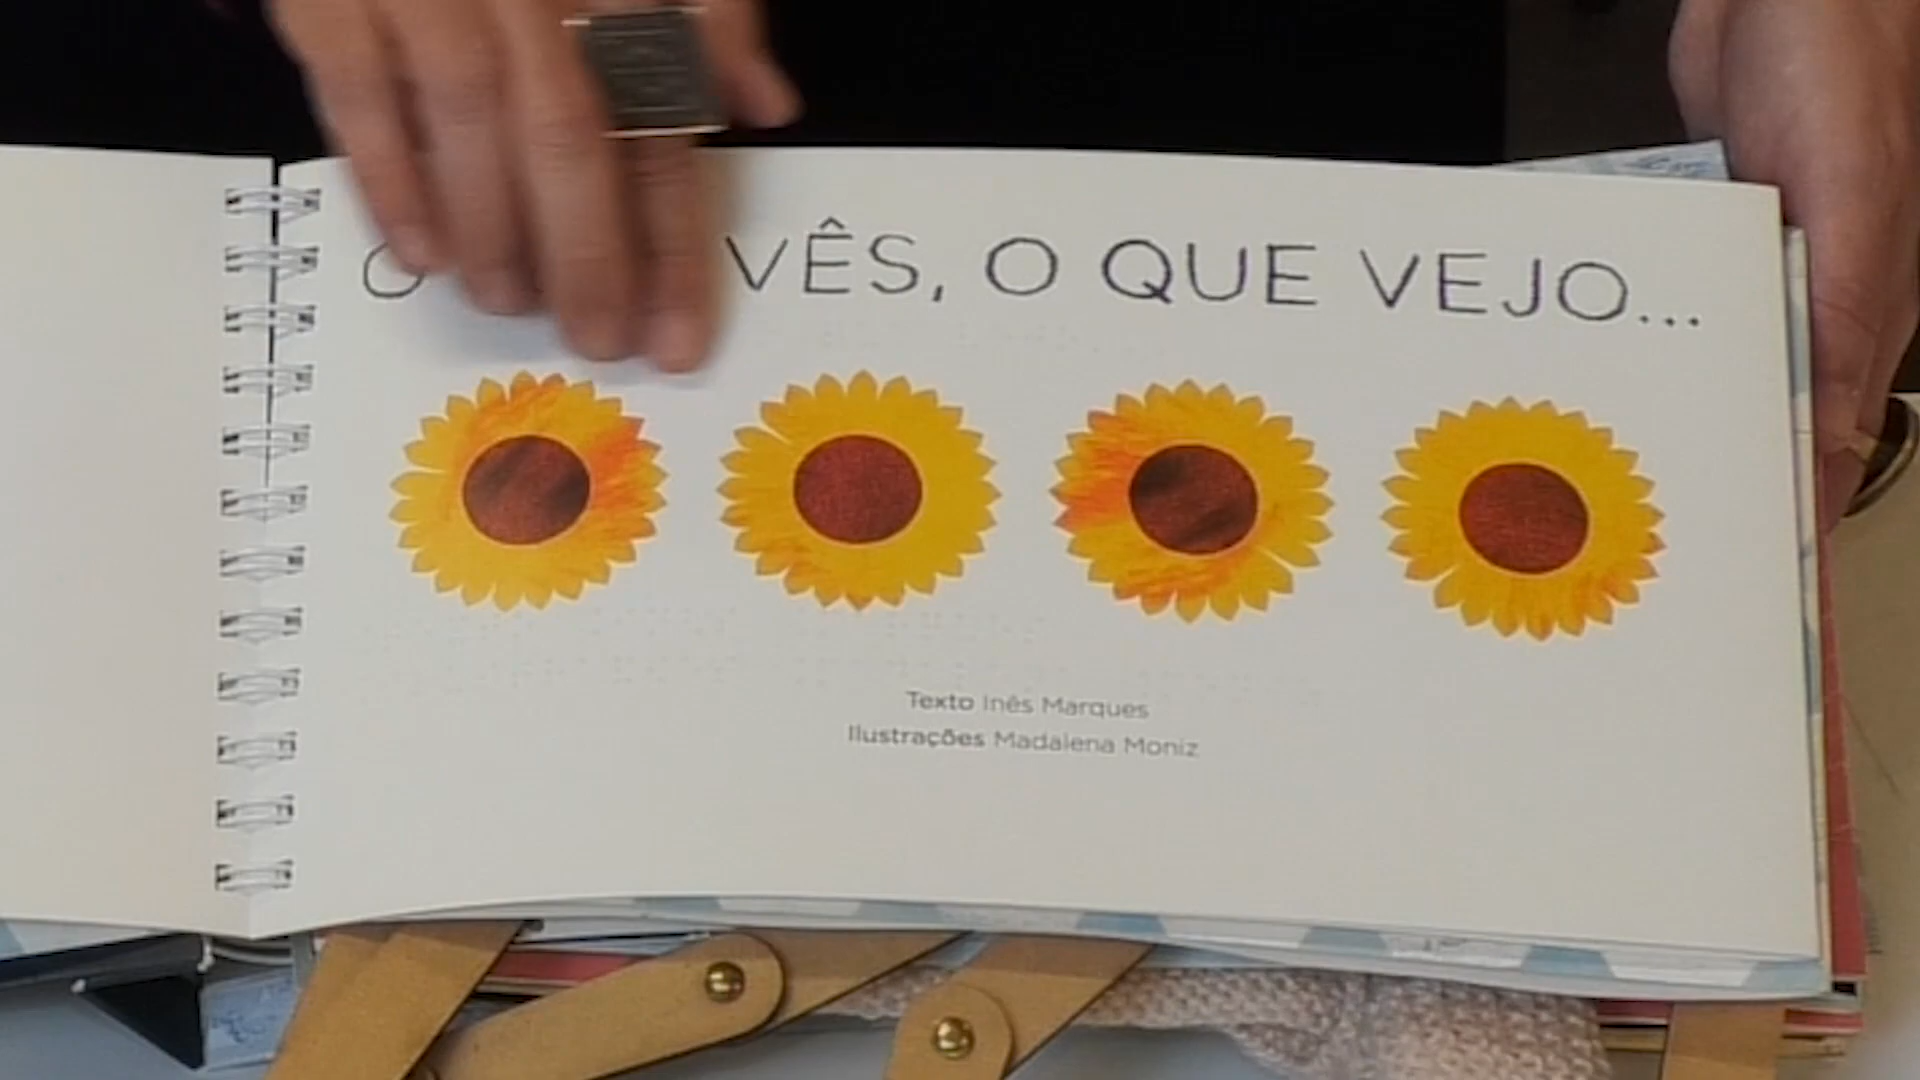 O VÊS, O QUE VEJO...
Texto Inês Marques
Ilustrações Madalena Moniz